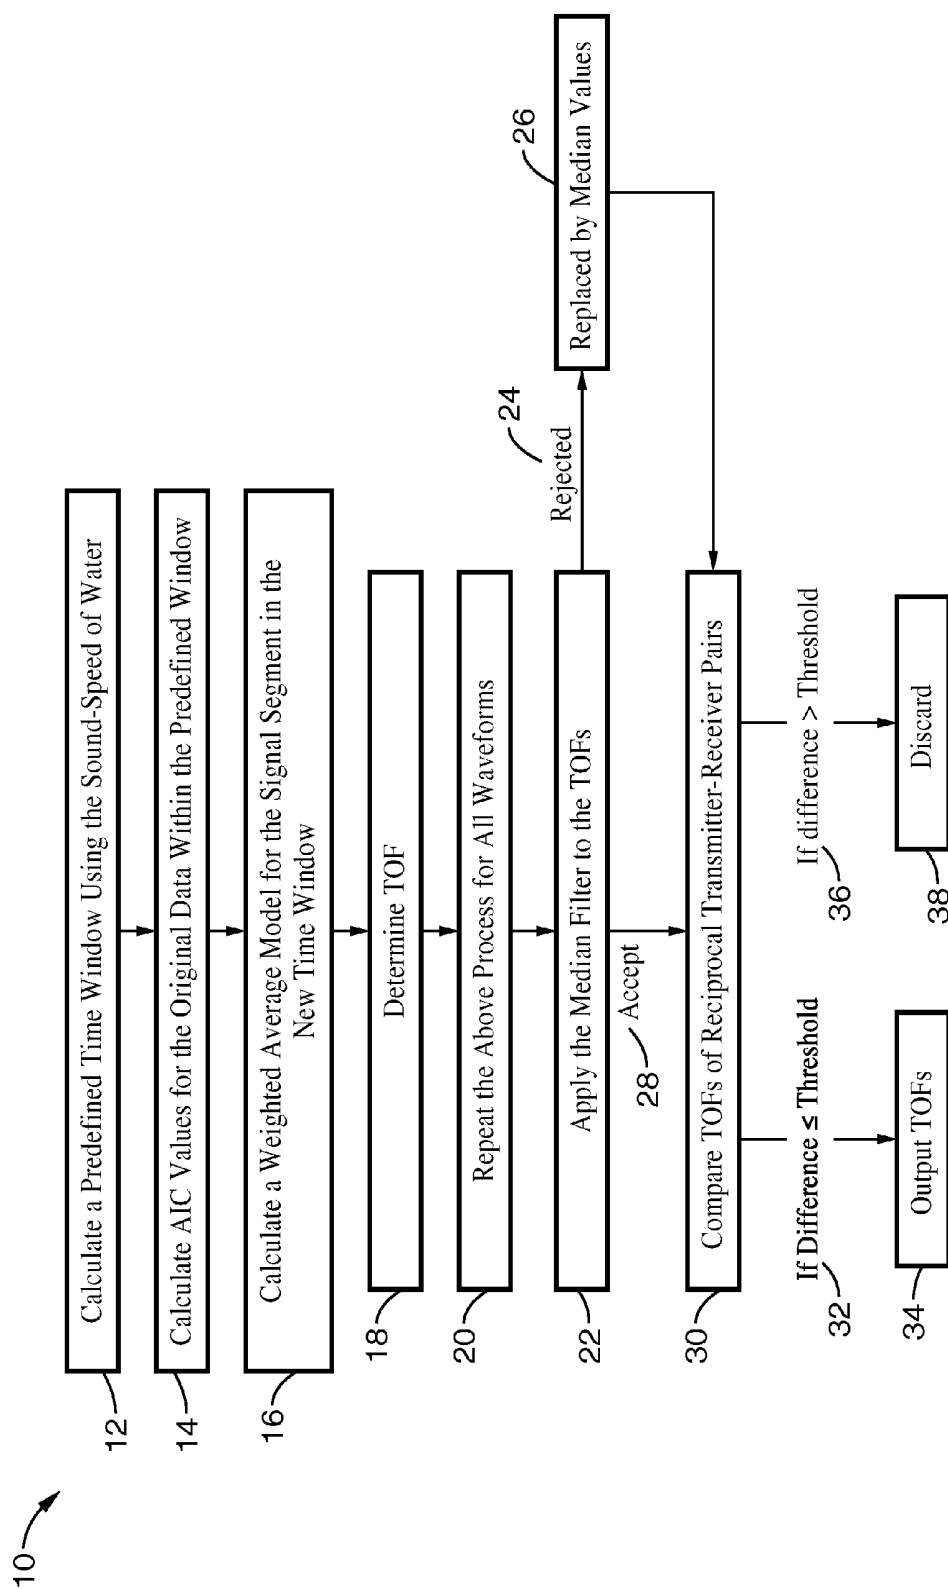 10
12
Calculate a Predefined Time Window Using the Sound-Speed of Water
14
Calculate AIC Values for the Original Data Within the Predefined Window
16
Calculate a Weighted Average Model for the Signal Segment in the
New Time Window
18
Determine TOF
20
Repeat the Above Process for All Waveforms
22
Apply the Median Filter to the TOFs
24
Rejected
26
Replaced by Median Values
28
Accept
30
Compare TOFs of Reciprocal Transmitter-Receiver Pairs
If Difference ≤ Threshold
32
If difference > Threshold
36
34
Output TOFs
38
Discard